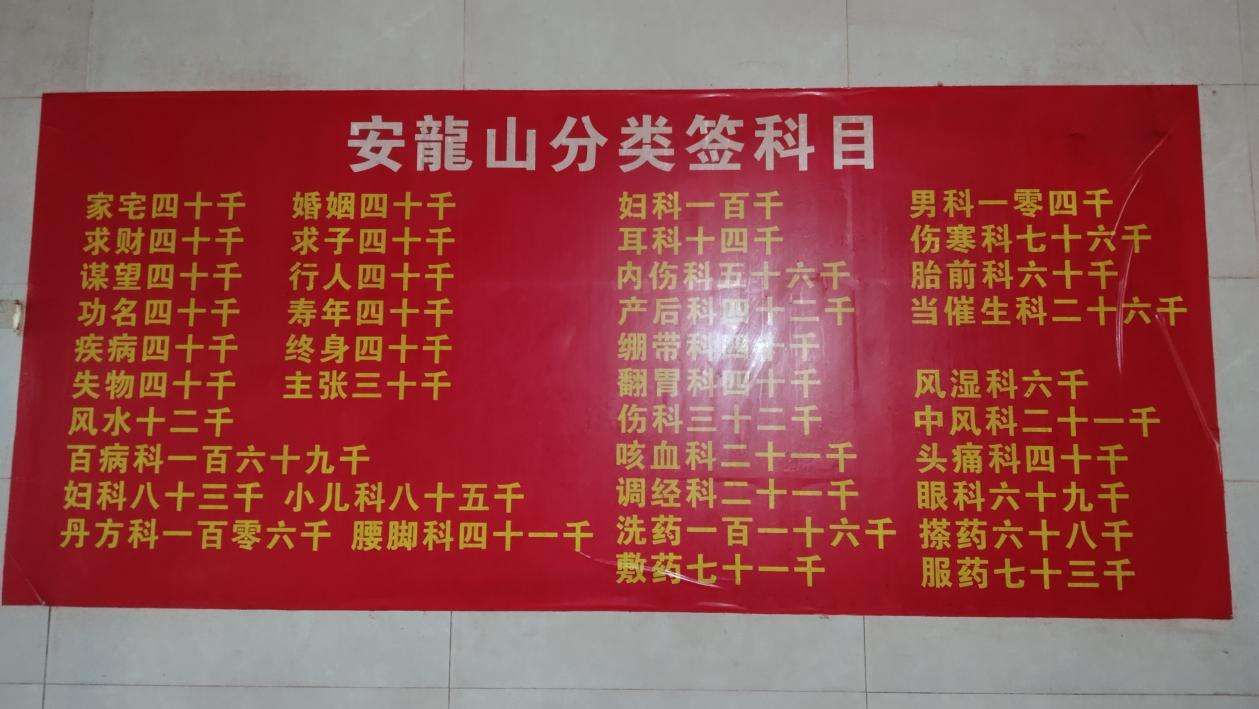 安龍山分类签科目
家宅四十千 婚姻四十千
求财四十千 求子四十千
谋望四十千 行人四十千
功名四十千 寿年四十千
疾病四十千 终身四十千
失物四十千 主张三十千
风水十二千
百病科一百六十九千
妇科八十三千 小儿科八十五千
丹方科一百零六千 腰脚科四十一千
妇科一百千 男科一零四千
耳科十四千 伤寒科七十六千
内伤科五十六千 胎前科六十千
产后科四十二千 当催生科二十六千
绷带科四十千
翻胃科四十千 风湿科六千
伤科三十二千 中风科二十一千
咳血科二十一千 头痛科四十千
调经科二十一千 眼科六十九千
洗药一百一十六千 搽药六十八千
敷药七十一千 服药七十三千